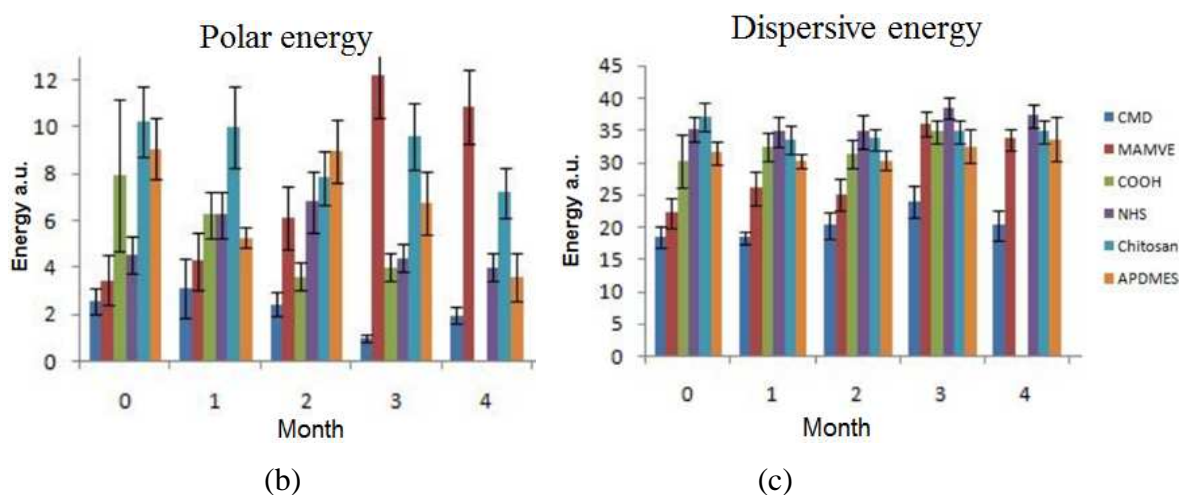 Polar energy
12
10
8
6
4
2
0
Energy a.u.
0 1 2 3 4
Month
(b)
Dispersive energy
45
40
35
30
25
20
15
10
5
0
Energy a.u.
0 1 2 3 4
Month
(c)
CMD
MAMVE
COOH
NHS
Chitosan
APDMES